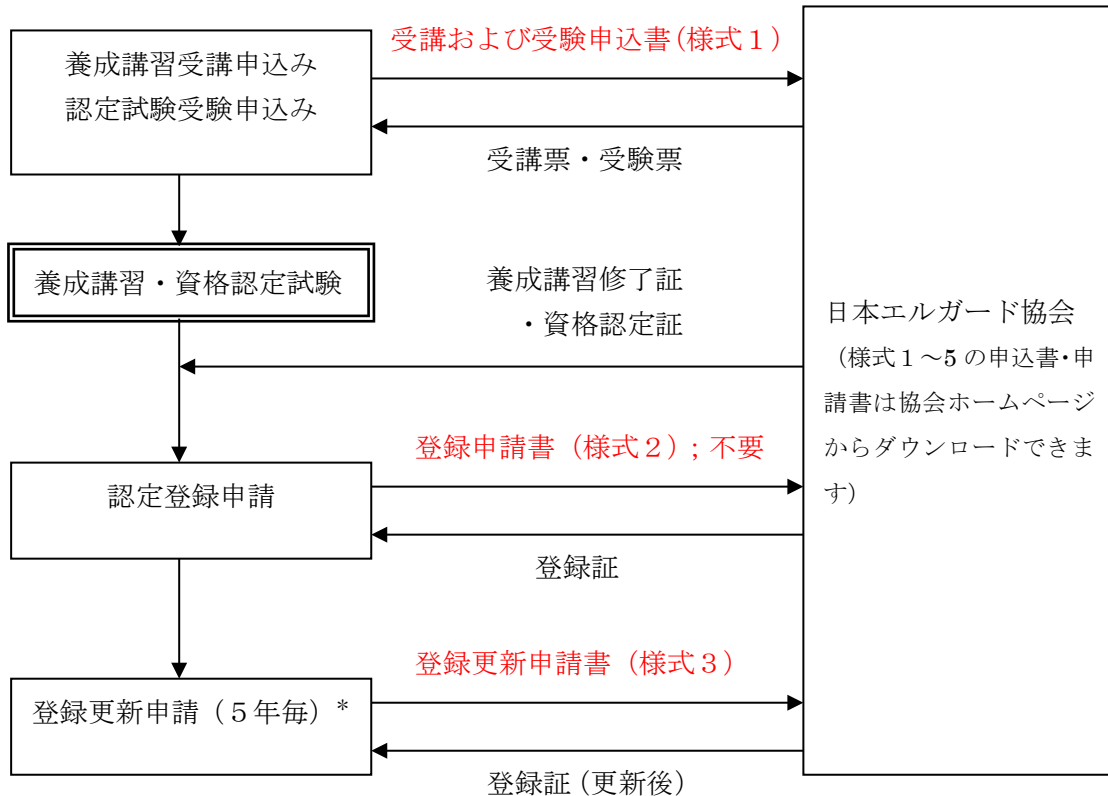 受講および受験申込書(様式１)
養成講習受講申込み
認定試験受験申込み
受講票・受験票
養成講習・資格認定試験
養成講習修了証
・資格認定証
日本エルガード協会
（様式１～5 の申込書･申
請書は協会ホームページ
からダウンロードできま
す）
登録申請書（様式２）; 不要
認定登録申請
登録証
登録更新申請書（様式３）
登録更新申請（５年毎）*
登録証（更新後）